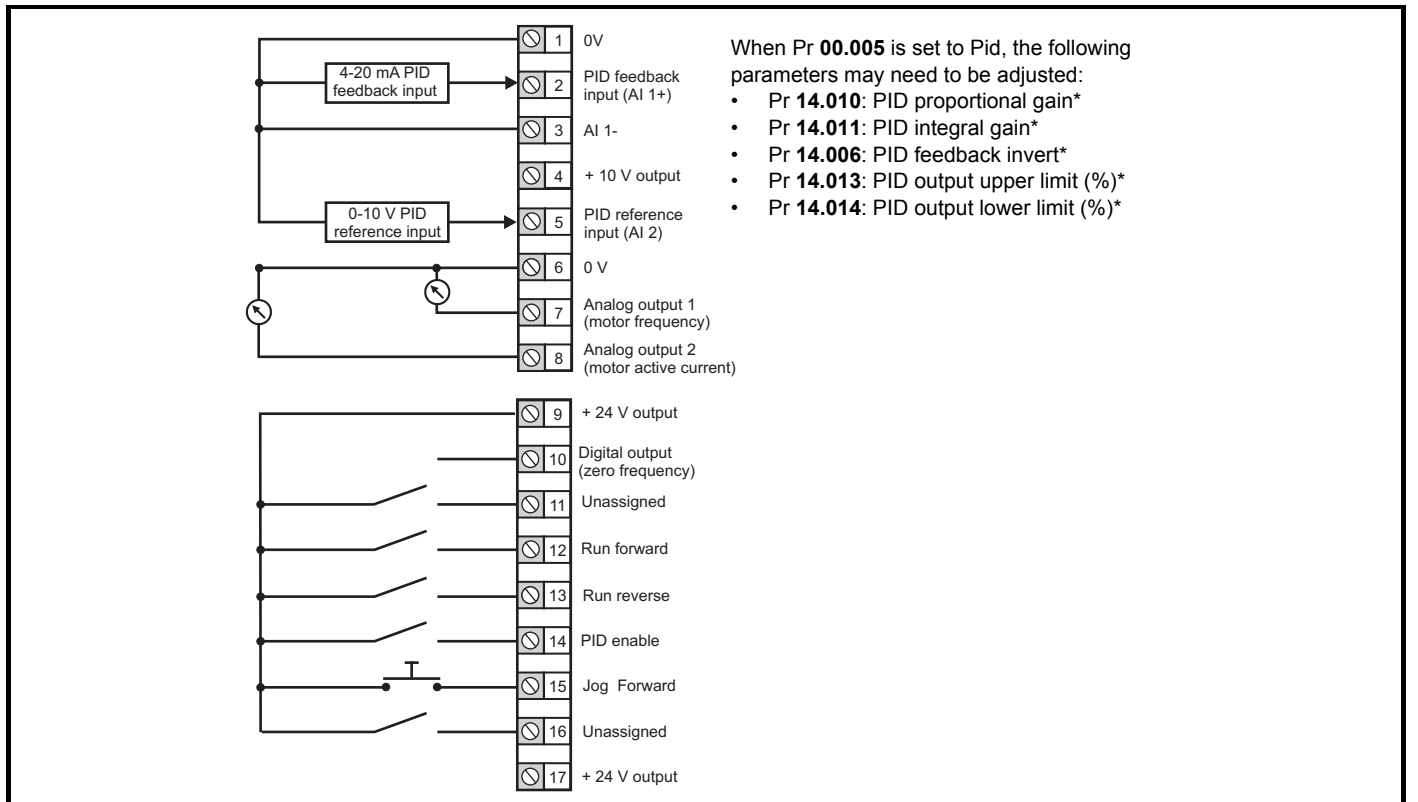 1 0V
4-20 mA PID
feedback input
2 PID feedback
input (AI 1+)
3 AI 1-
4 + 10 V output
0-10 V PID
reference input
5 PID reference
input (AI 2)
6 0 V
7 Analog output 1
(motor frequency)
8 Analog output 2
(motor active current)
9 + 24 V output
10 Digital output
(zero frequency)
11 Unassigned
12 Run forward
13 Run reverse
14 PID enable
15 Jog Forward
16 Unassigned
17 + 24 V output
When Pr 00.005 is set to Pid, the following
parameters may need to be adjusted:
• Pr 14.010: PID proportional gain*
• Pr 14.011: PID integral gain*
• Pr 14.006: PID feedback invert*
• Pr 14.013: PID output upper limit (%)*
• Pr 14.014: PID output lower limit (%)*